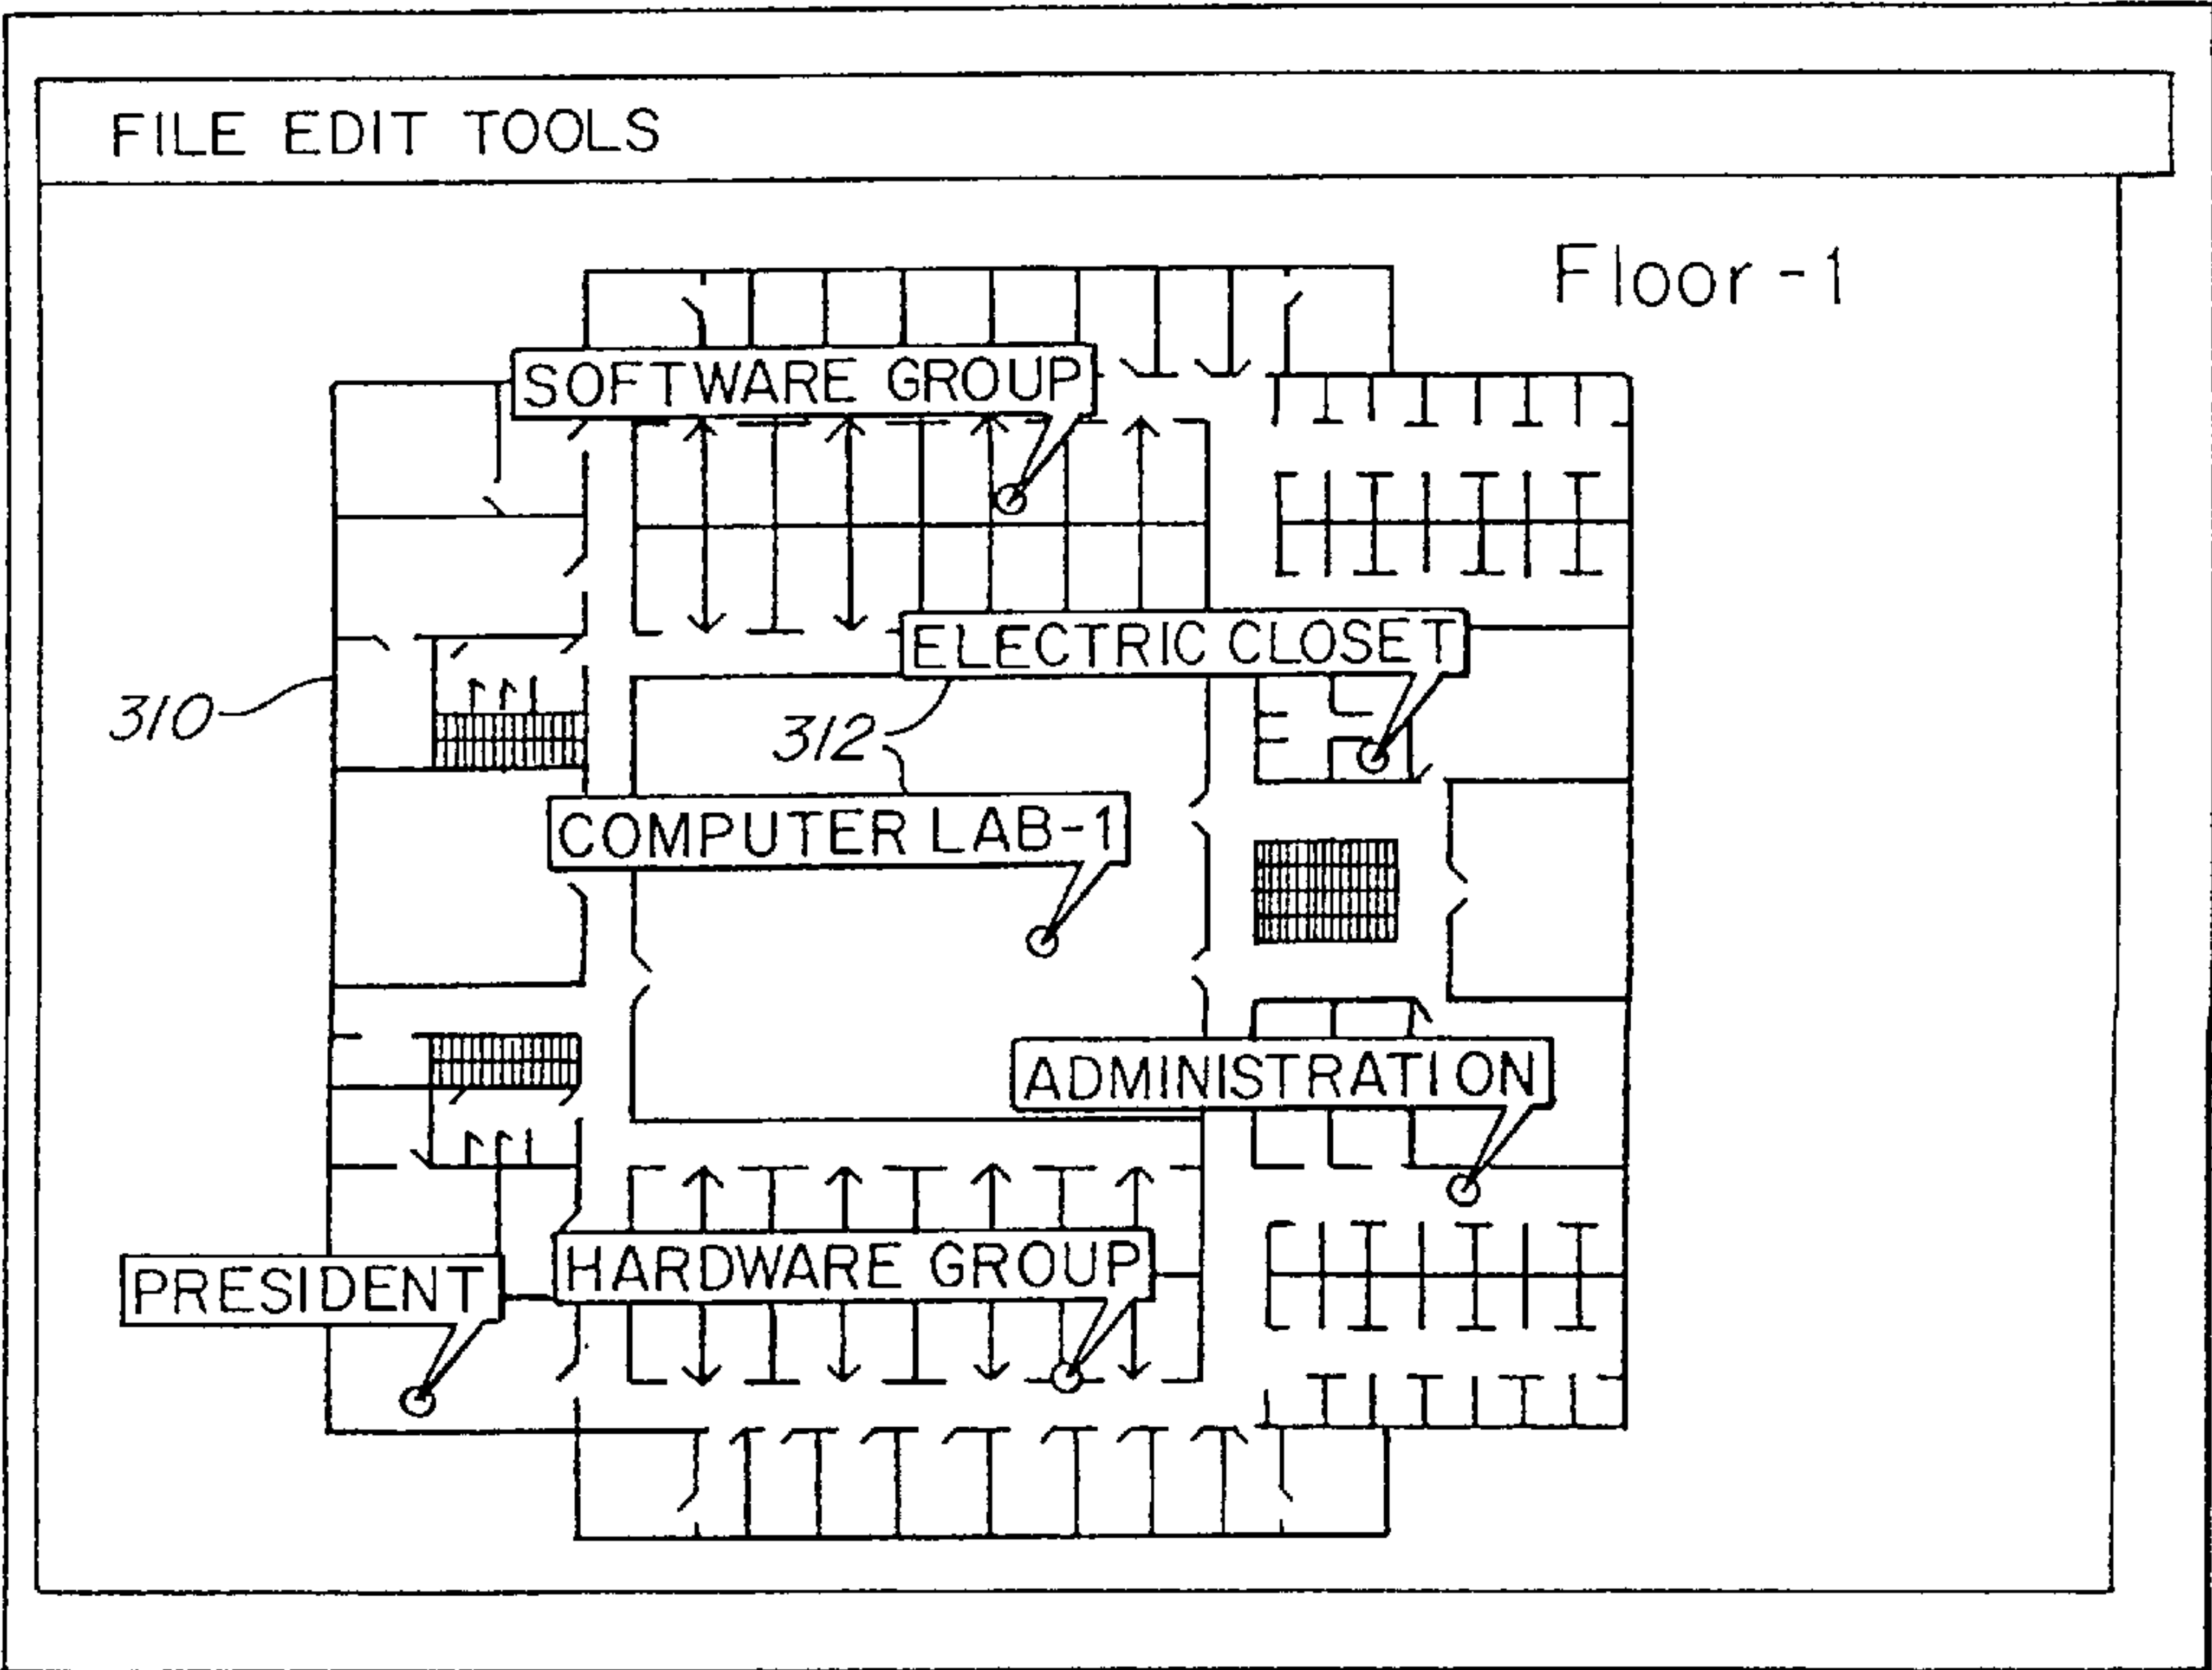 FILE EDIT TOOLS
Floor-1
SOFTWARE GROUP
ELECTRIC CLOSET
310
312
COMPUTER LAB-1
ADMINISTRATION
HARDWARE GROUP
PRESIDENT